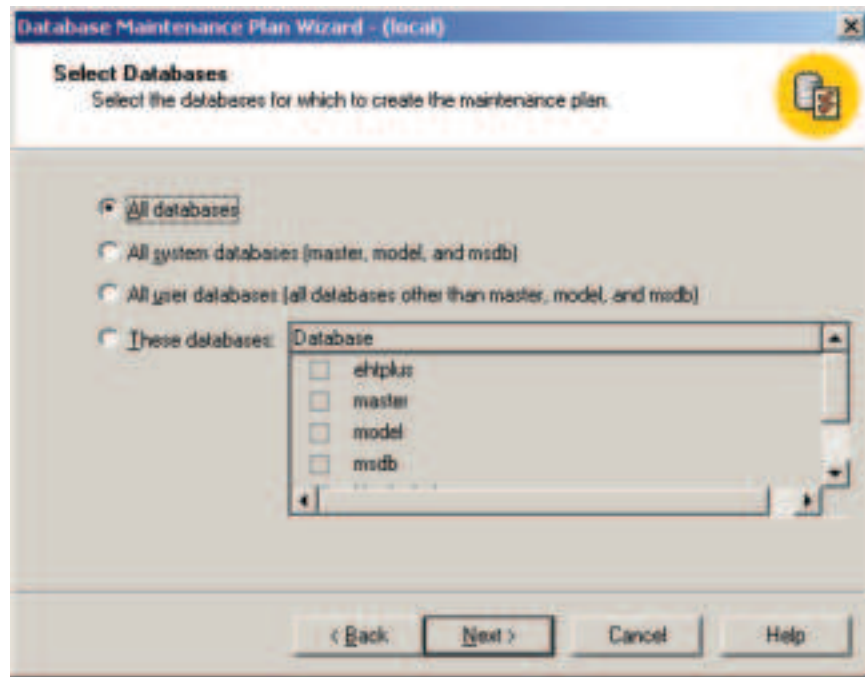 Database Maintenance Plan Wizard - (local)
Select Databases
Select the databases for which to create the maintenance plan.
All databases
All system databases (master, model, and msdb)
All user databases (all databases other than master, model, and msdb)
These databases:
Database
ehtplus
master
model
msdb
< Back
Next >
Cancel
Help